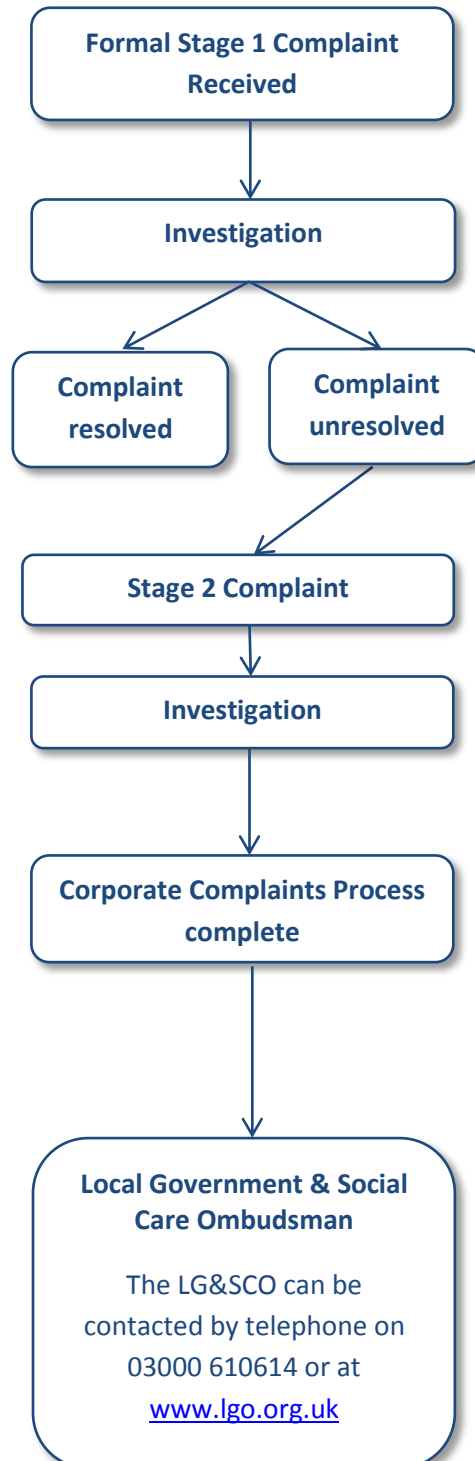 Formal Stage 1 Complaint
Received
Investigation
Complaint
resolved
Complaint
unresolved
Stage 2 Complaint
Investigation
Corporate Complaints Process
complete
Local Government & Social
Care Ombudsman
The LG&SCO can be
contacted by telephone on
03000 610614 or at
www.lgo.org.uk